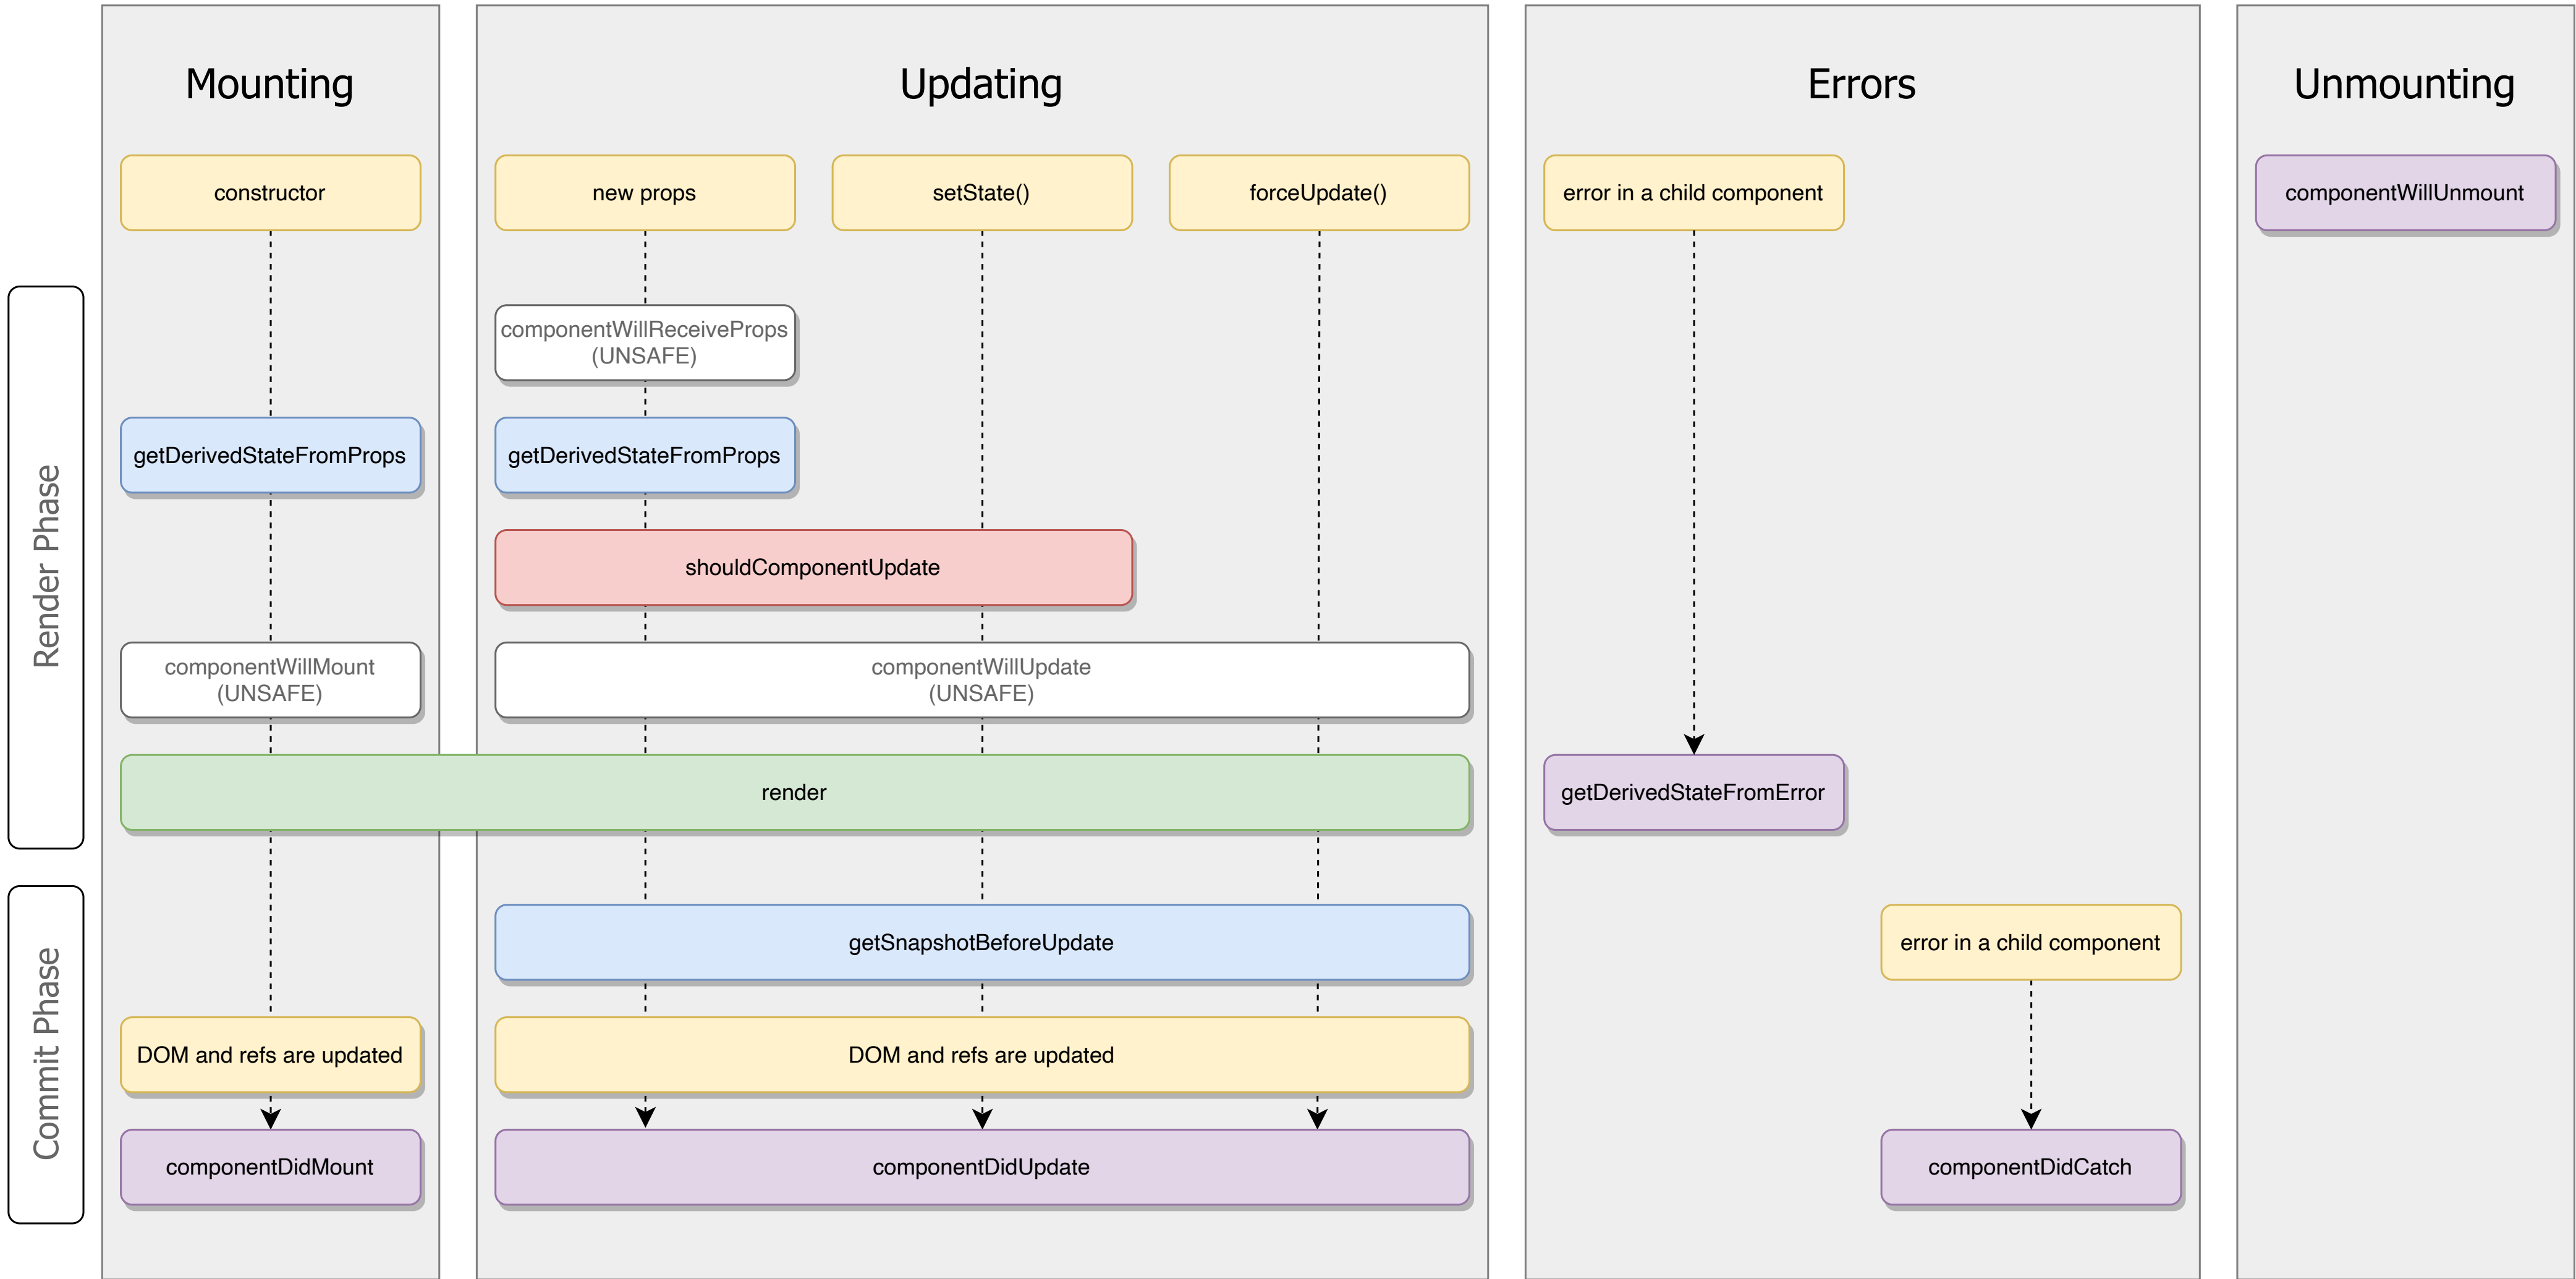 Mounting
Updating
Errors
Unmounting
constructor
new props
setState()
forceUpdate()
error in a child component
componentWillUnmount
Render Phase
componentWillReceiveProps
(UNSAFE)
getDerivedStateFromProps
getDerivedStateFromProps
shouldComponentUpdate
componentWillMount
(UNSAFE)
componentWillUpdate
(UNSAFE)
render
getDerivedStateFromError
Commit Phase
getSnapshotBeforeUpdate
error in a child component
DOM and refs are updated
DOM and refs are updated
componentDidMount
componentDidUpdate
componentDidCatch